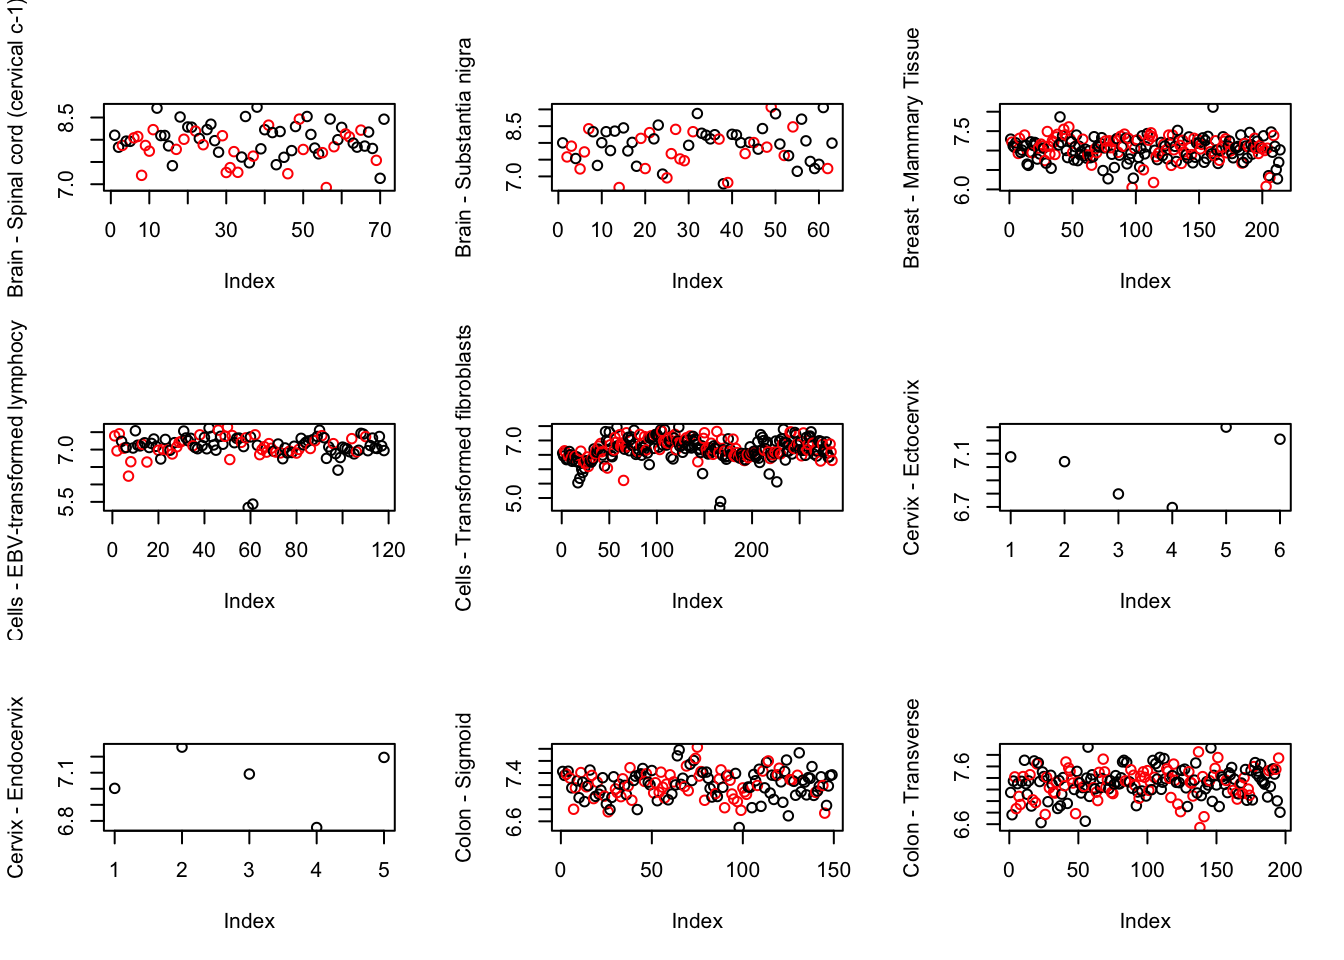 Brain - Spinal cord (cervical c-1)
8.5
7.0
0 10 30 50 70
Index
Brain - Substantia nigra
8.5
7.0
0 10 20 30 40 50 60
Index
Breast - Mammary Tissue
7.5
6.0
0 50 100 150 200
Index
Cells - EBV-transformed lymphocy
7.0
5.5
0 20 40 60 80 120
Index
Cells - Transformed fibroblasts
7.0
5.0
0 50 100 200
Index
Cervix - Ectocervix
7.1
6.7
1 2 3 4 5 6
Index
Cervix - Endocervix
7.1
6.8
1 2 3 4 5
Index
Colon - Sigmoid
7.4
6.6
0 50 100 150
Index
Colon - Transverse
7.6
6.6
0 50 100 150 200
Index